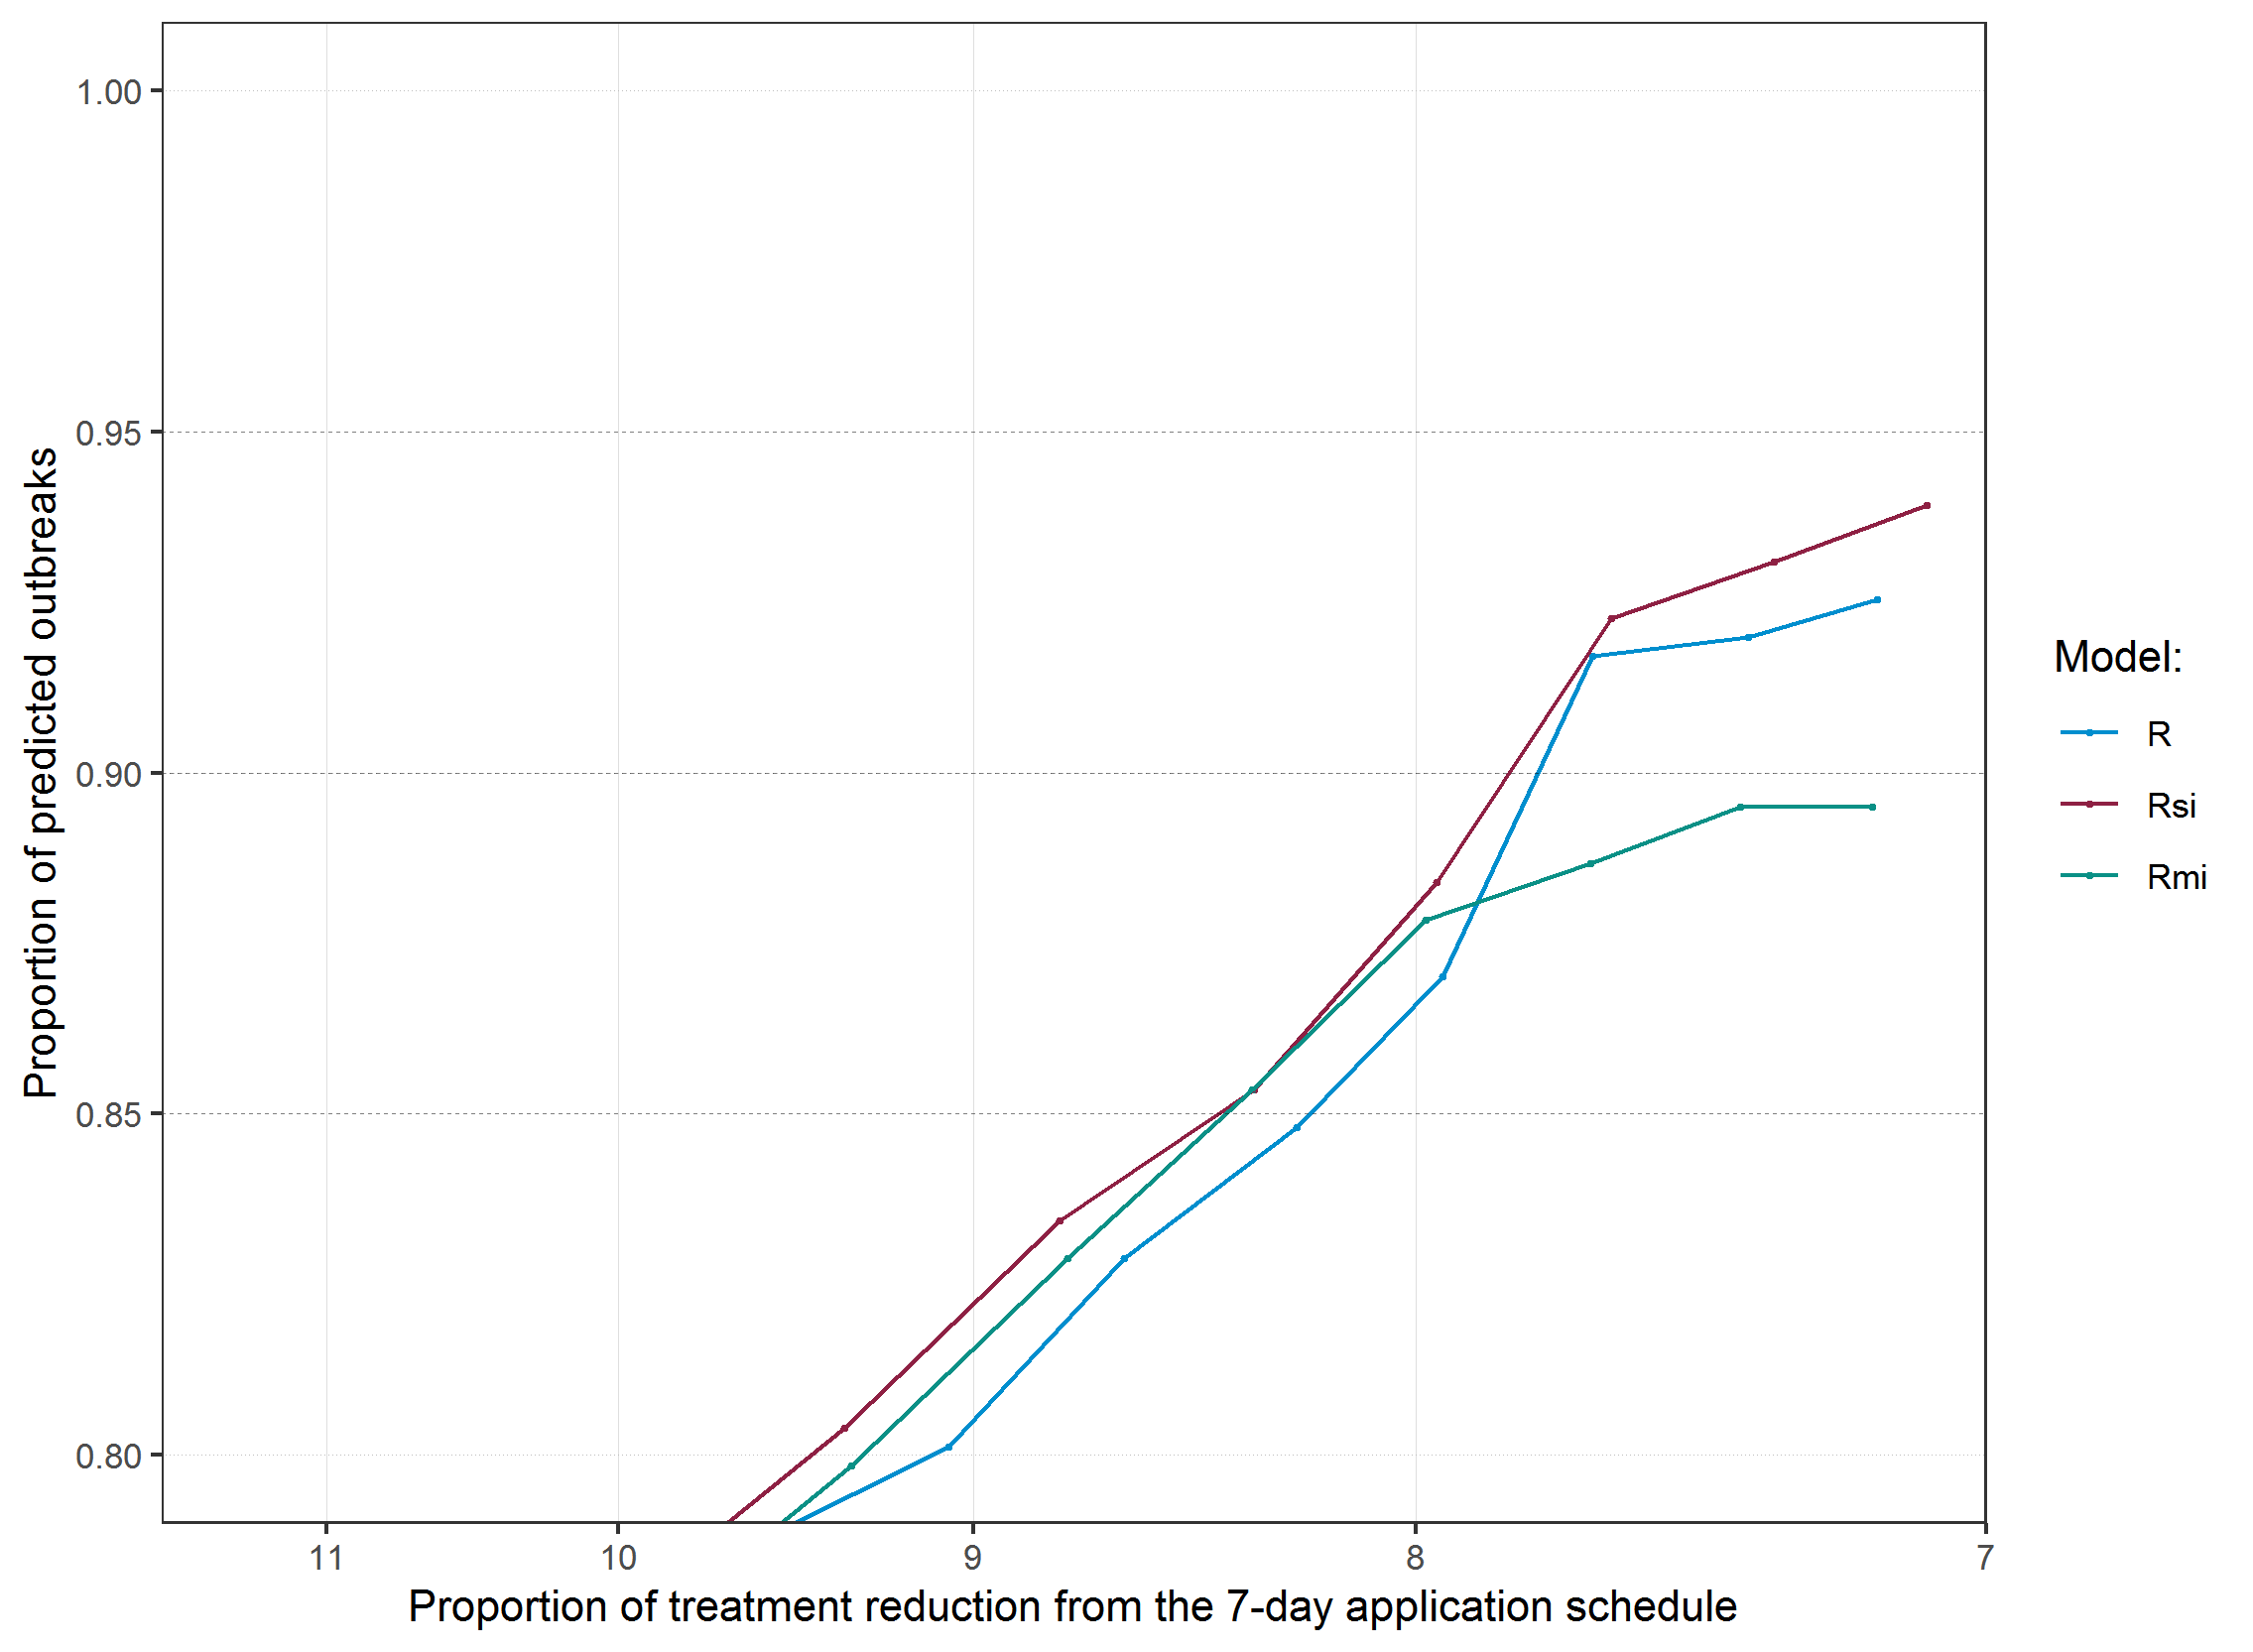 1.00
0.95
0.90
0.85
0.80
Proportion of predicted outbreaks
11 10 9 8 7
Proportion of treatment reduction from the 7-day application schedule
Model:
R
Rsi
Rmi